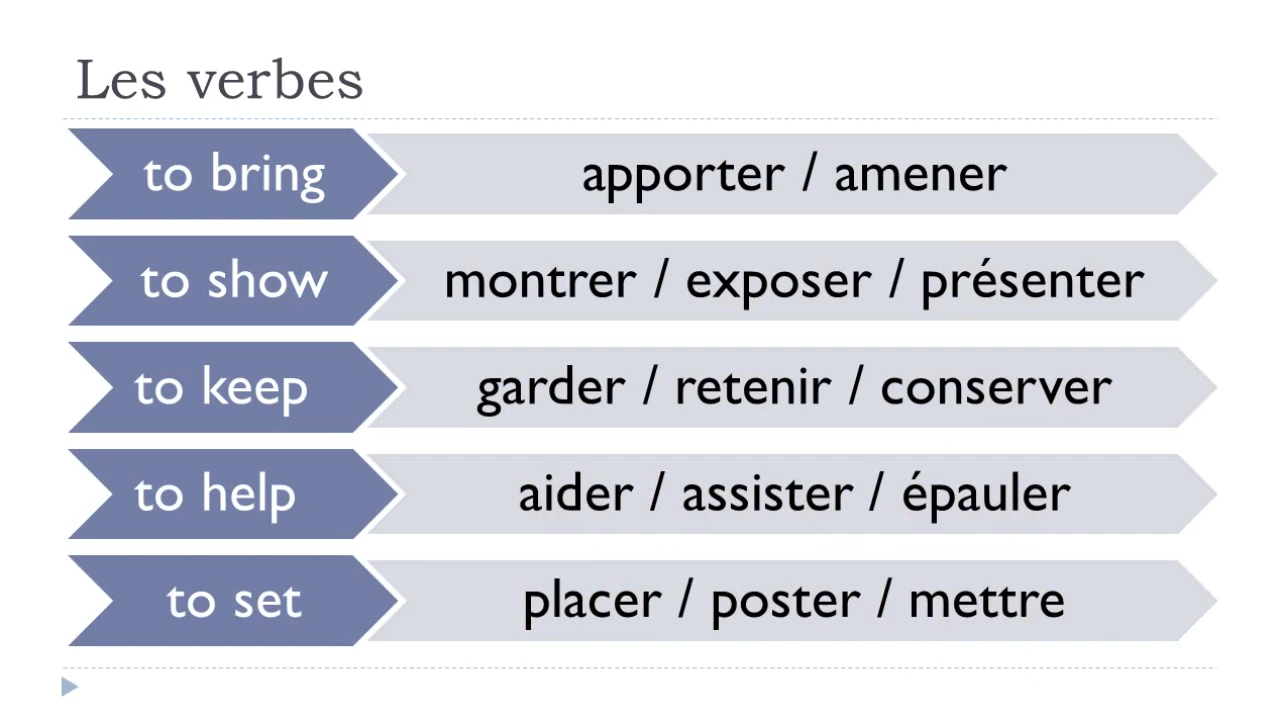 Les verbes
to bring apporter / amener
to show montrer / exposer / présenter
to keep garder / retenir / conserver
to help aider / assister / épauler
to set placer / poster / mettre